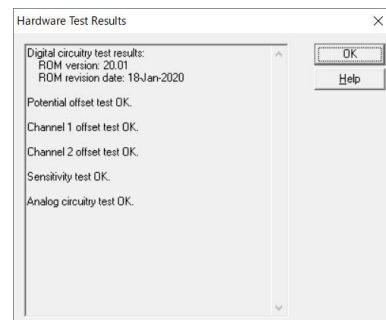 Hardware Test Results
OK
Help
Digital circuitry test results:
ROM version: 20.01
ROM revision date: 18-Jan-2020
Potential offset test OK.
Channel 1 offset test OK.
Channel 2 offset test OK.
Sensitivity test OK.
Analog circuitry test OK.